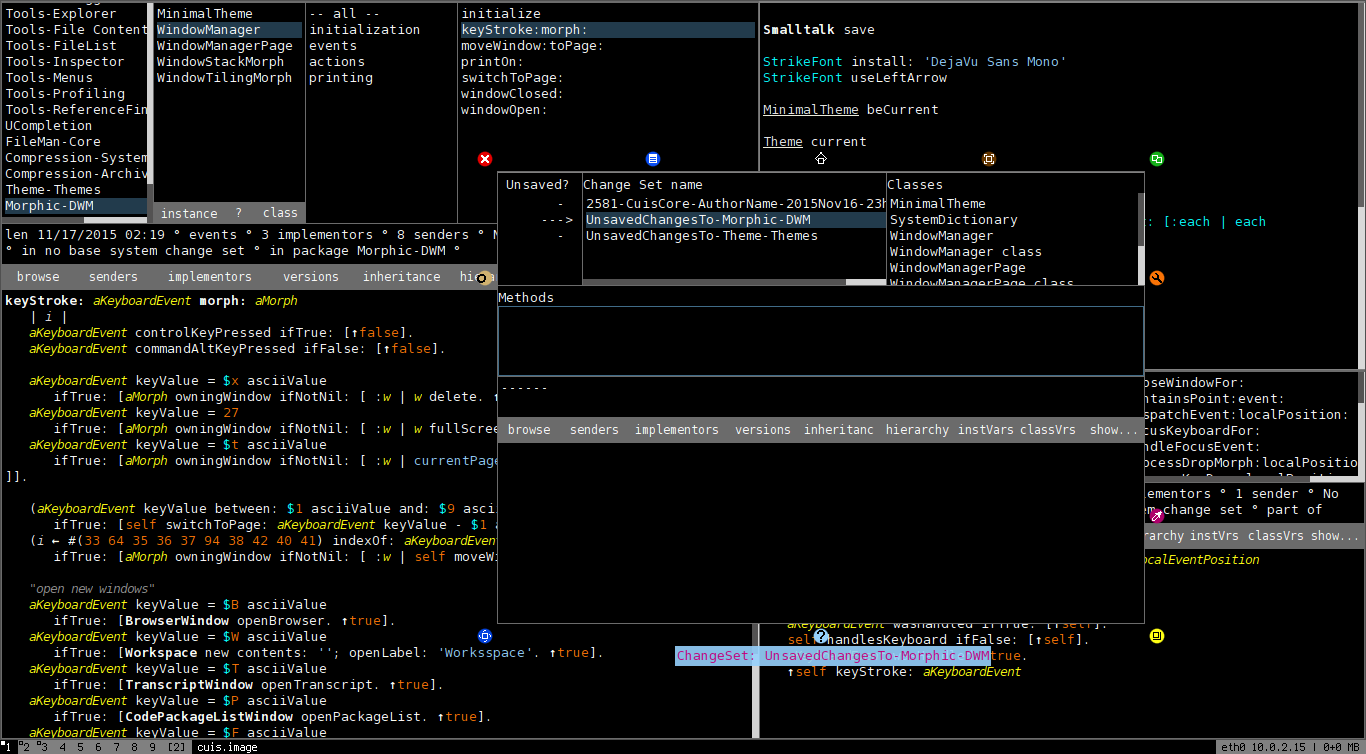 Tools-Explorer
Tools-File Content
Tools-FileList
Tools-Inspector
Tools-Menus
Tools-Profiling
Tools-ReferenceFin
UCompletion
FileMan-Core
Compression-System
Compression-Archiv
Theme-Themes
Morphic-DWM
MinimalTheme
WindowManager
WindowManagerPage
WindowStackMorph
WindowTilingMorph
instance ? class
-- all --
initialization
events
actions
printing
initialize
keyStroke:morph:
moveWindow:toPage:
printOn:
switchToPage:
windowClosed:
windowOpen:
Smalltalk save
StrikeFont install: 'DejaVu Sans Mono'
StrikeFont useLeftArrow
MinimalTheme beCurrent
Theme current
: [:each | each
len 11/17/2015 02:19 ° events ° 3 implementors ° 8 senders °
° in no base system change set ° in package Morphic-DWM °
browse senders implementors versions inheritance
keyStroke: aKeyboardEvent morph: aMorph
| i |
aKeyboardEvent controlKeyPressed ifTrue: [↑false].
aKeyboardEvent commandAltKeyPressed ifFalse: [↑false].
aKeyboardEvent keyValue = $x asciiValue
ifTrue: [aMorph owningWindow ifNotNil: [ :w | w delete. ↑
aKeyboardEvent keyValue = 27
ifTrue: [aMorph owningWindow ifNotNil: [ :w | w fullScree
aKeyboardEvent keyValue = $t asciiValue
ifTrue: [aMorph owningWindow ifNotNil: [ :w | currentPage
]].
(aKeyboardEvent keyValue between: $1 asciiValue and: $9 asci
ifTrue: [self switchToPage: aKeyboardEvent keyValue - $1 a
(i ← #(33 64 35 36 37 94 38 42 40 41) indexOf: aKeyboardEven
ifTrue: [aMorph owningWindow ifNotNil: [ :w | self moveWi
"open new windows"
aKeyboardEvent keyValue = $B asciiValue
ifTrue: [BrowserWindow openBrowser. ↑true].
aKeyboardEvent keyValue = $W asciiValue
ifTrue: [Workspace new contents: ''; openLabel: 'Worksspace'. ↑true].
aKeyboardEvent keyValue = $T asciiValue
ifTrue: [TranscriptWindow openTranscript. ↑true].
aKeyboardEvent keyValue = $P asciiValue
ifTrue: [CodePackageListWindow openPackageList. ↑true].
aKeyboardEvent keyValue = $F asciiValue
Unsaved? Change Set name Classes
- 2581-CuisCore-AuthorName-2015Nov16-23h
---> UnsavedChangesTo-Morphic-DWM
- UnsavedChangesTo-Theme-Themes
MinimalTheme
SystemDictionary
WindowManager
WindowManager class
WindowManagerPage
WindowManagerPage class
Methods
------
browse senders implementors versions inheritanc hierarchy instVars classVrs show...
oseWindowFor:
ntainsPoint:event:
spatchEvent:localPosition:
cusKeyboardFor:
ndleFocusEvent:
ocessDropMorph:localPositio
ementors ° 1 sender ° No
m change set ° part of
rarchy instVrs classVrs show...
ocalEventPosition
aKeyboardEvent wasHandled ifTrue: [↑self].
self handlesKeyboard ifFalse: [↑self].
true.
↑self keyStroke: aKeyboardEvent
ChangeSet: UnsavedChangesTo-Morphic-DWM
1 2 3 4 5 6 7 8 9 [2] cuis.image eth0 10.0.2.15 | 0+0 MB